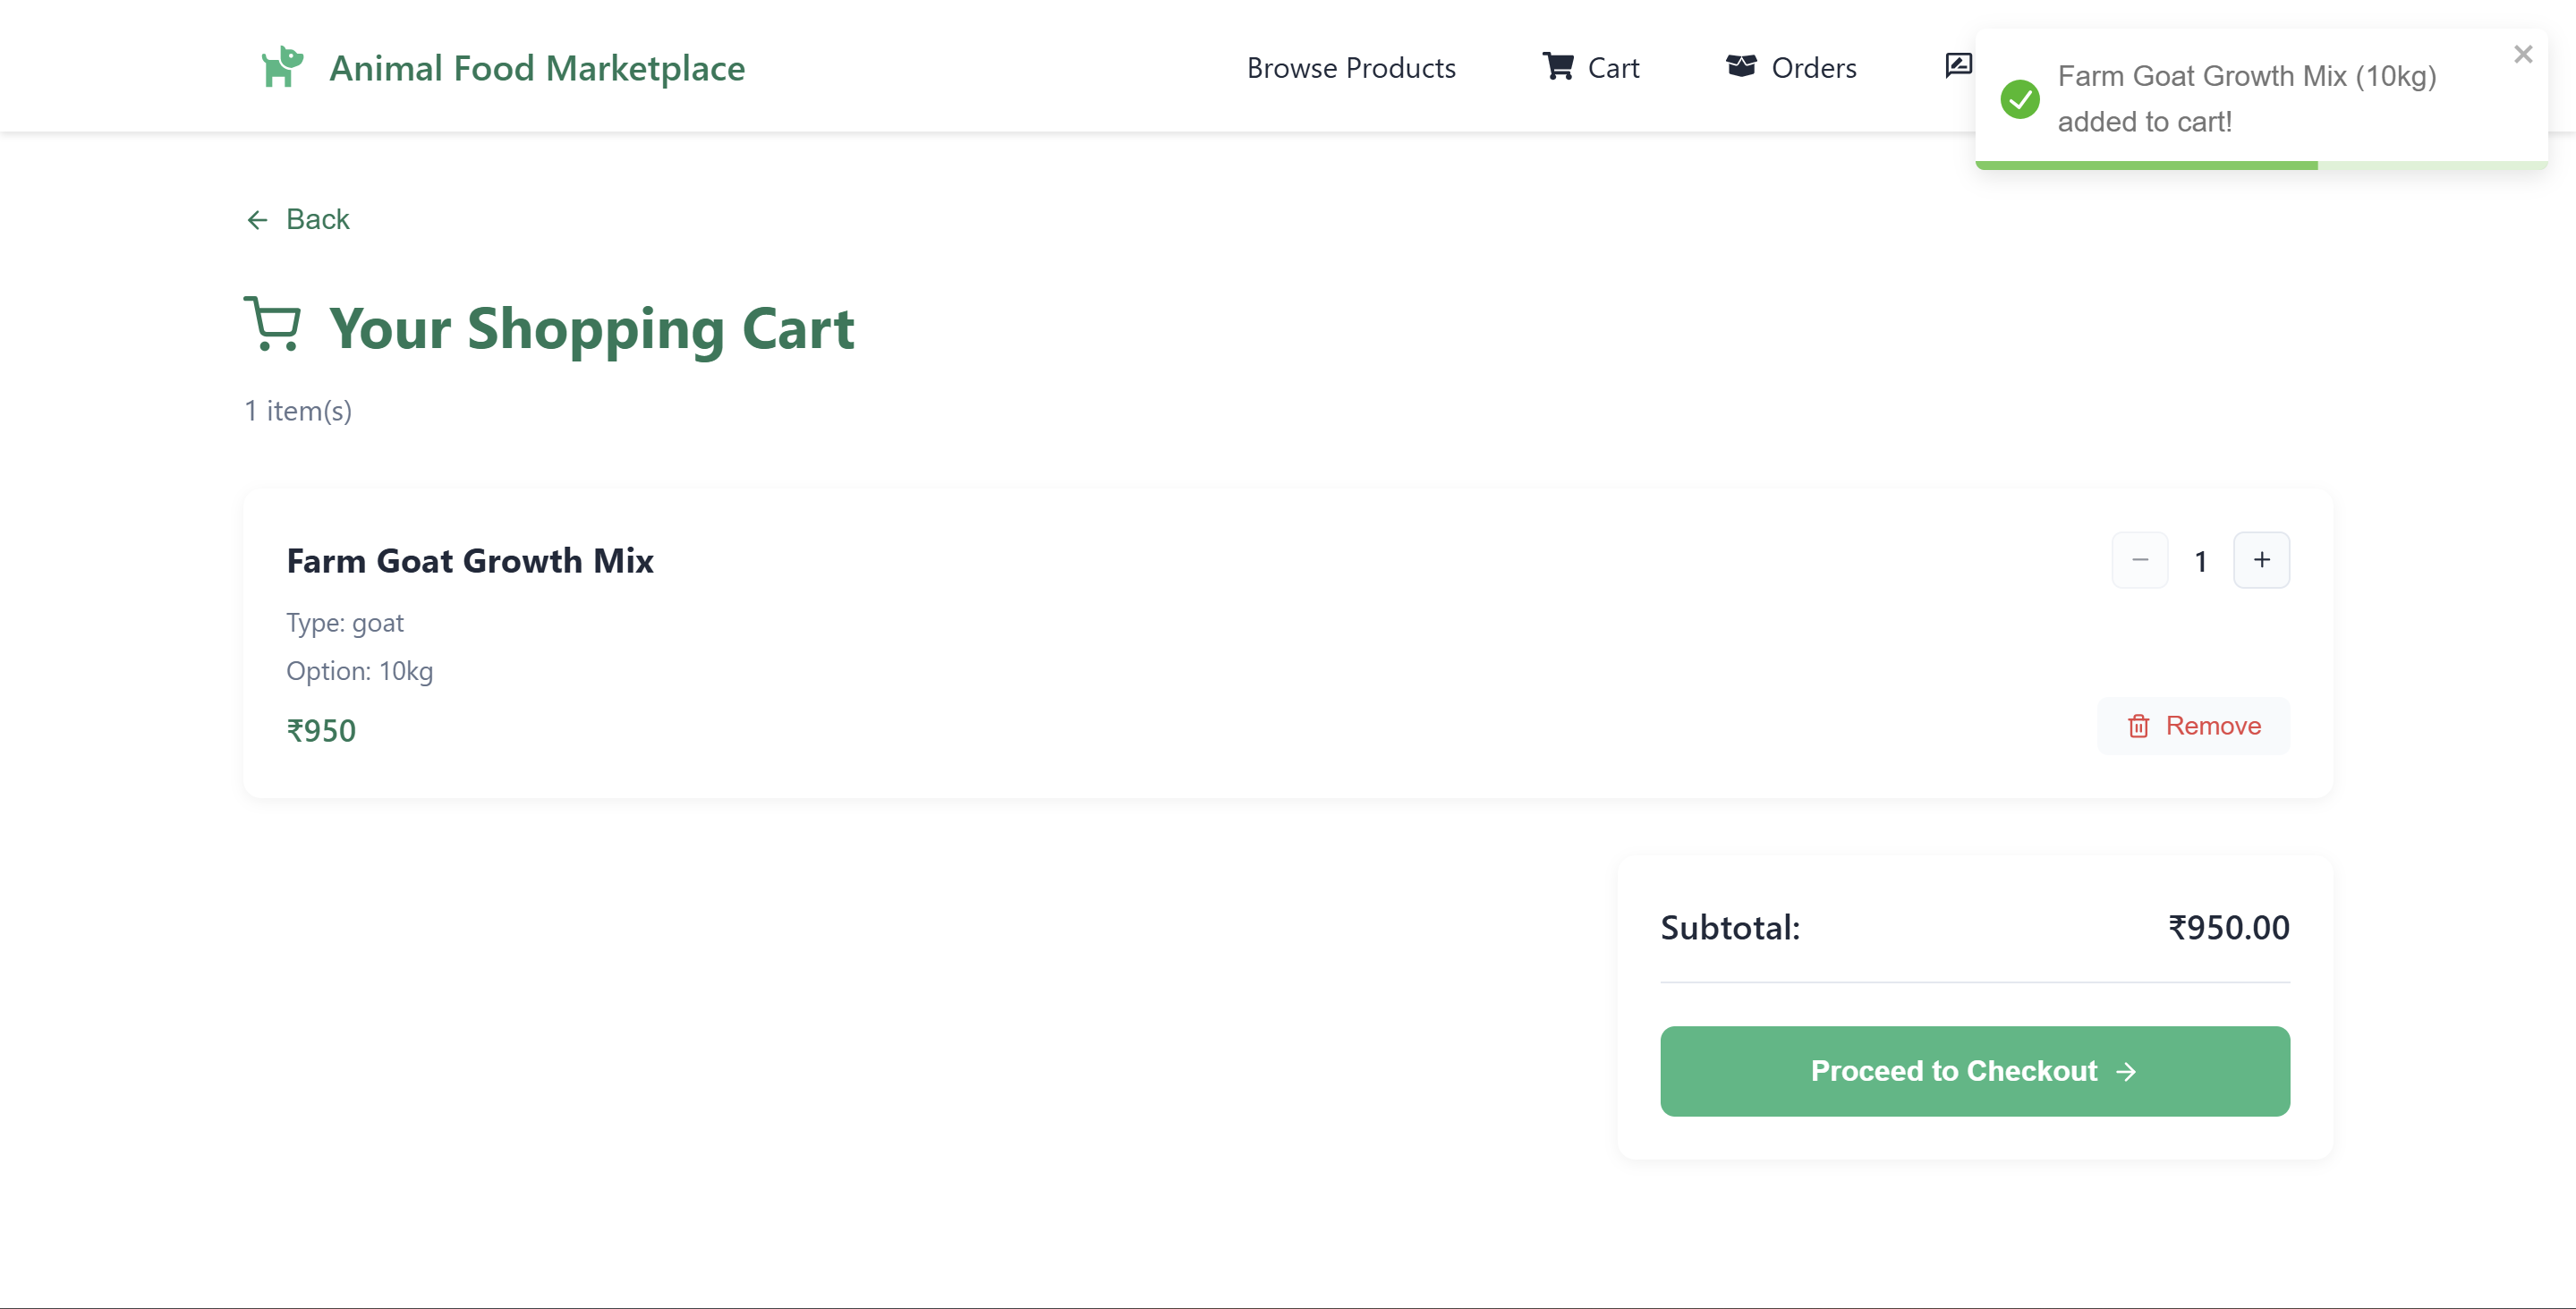 Animal Food Marketplace
Browse Products
Cart
Orders
Farm Goat Growth Mix (10kg)
added to cart!
Back
Your Shopping Cart
1 item(s)
Farm Goat Growth Mix
1
Type: goat
Option: 10kg
₹950
Remove
Subtotal:
₹950.00
Proceed to Checkout